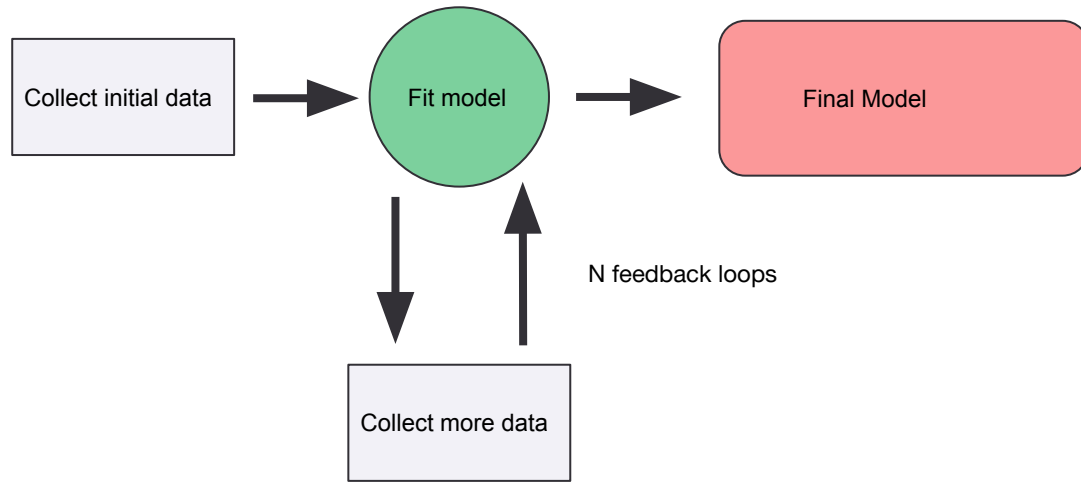 Collect initial data
Fit model
Final Model
N feedback loops
Collect more data